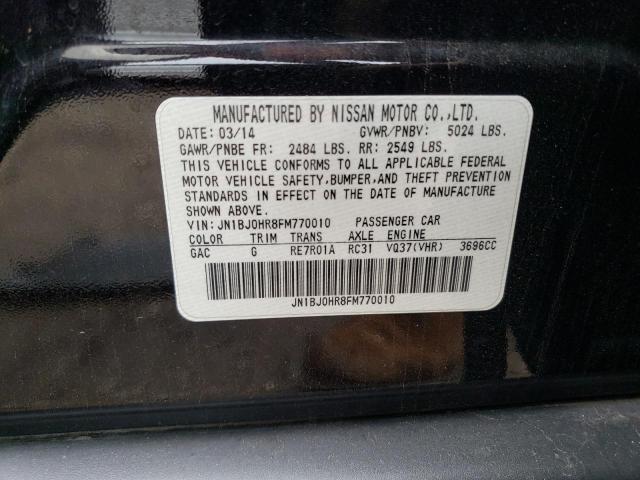 MANUFACTURED BY NISSAN MOTOR CO.,LTD.
DATE: 03/14 GVWR/PNBV: 5024 LBS.
GAWR/PNBE FR: 2484 LBS. RR: 2549 LBS.
THIS VEHICLE CONFORMS TO ALL APPLICABLE FEDERAL
MOTOR VEHICLE SAFETY,BUMPER,AND THEFT PREVENTION
STANDARDS IN EFFECT ON THE DATE OF MANUFACTURE
SHOWN ABOVE.
VIN: JN1BJ0HR8FM770010 PASSENGER CAR
COLOR TRIM TRANS AXLE ENGINE
GAC G RE7R01A RC31 VQ37(VHR) 3696CC
JN1BJ0HR8FM770010